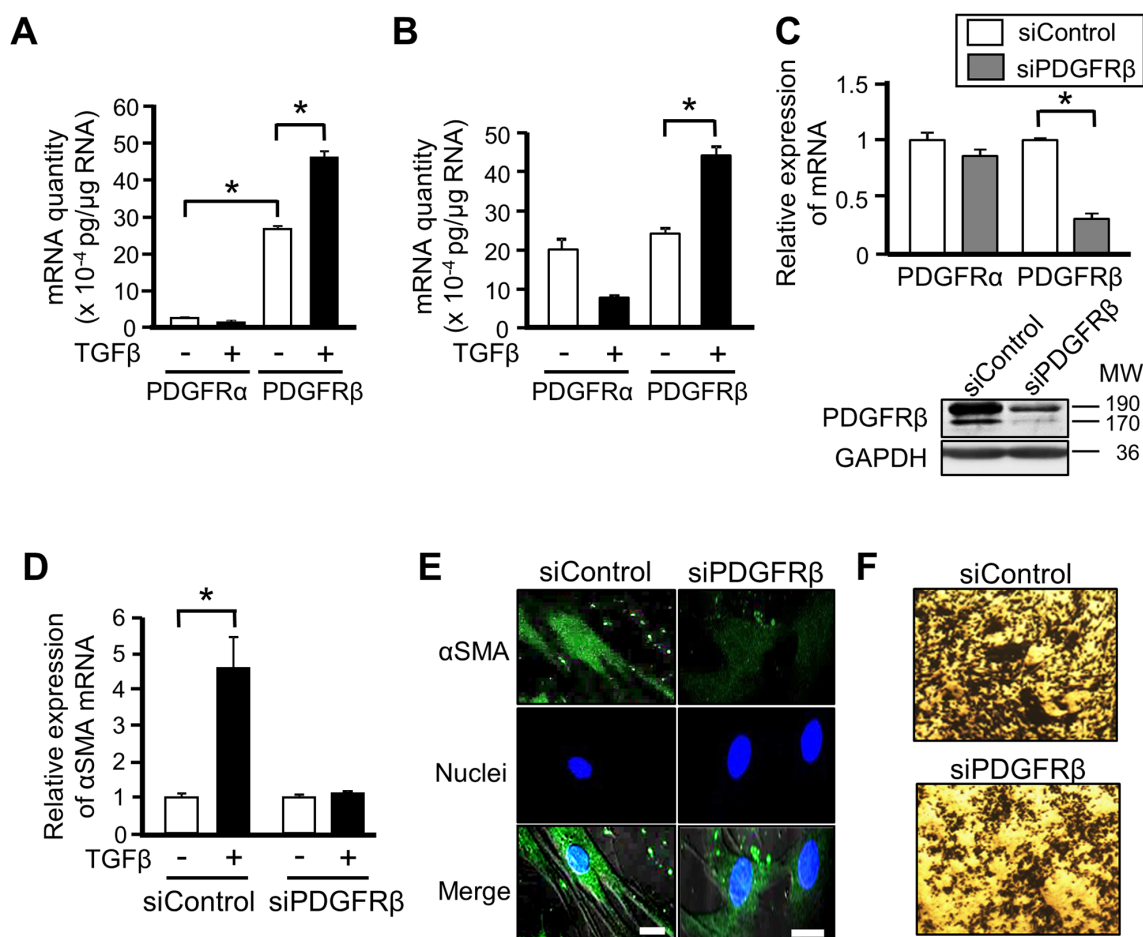 A
mRNA quantity
(x 10⁻⁴ pg/µg RNA)
60
50
40
30
20
10
0
*
*
TGFβ - + - +
PDGFRα PDGFRβ
B
mRNA quantity
(x 10⁻⁴ pg/µg RNA)
50
40
30
20
10
0
*
TGFβ - + - +
PDGFRα PDGFRβ
C
siControl
siPDGFRβ
Relative expression
of mRNA
1.5
1
0.5
0
*
PDGFRα PDGFRβ
siControl siPDGFRβ MW
PDGFRβ 190
170
GAPDH 36
D
Relative expression
of αSMA mRNA
6
5
4
3
2
1
0
*
TGFβ - + - +
siControl siPDGFRβ
E
siControl siPDGFRβ
αSMA
Nuclei
Merge
F
siControl
siPDGFRβ